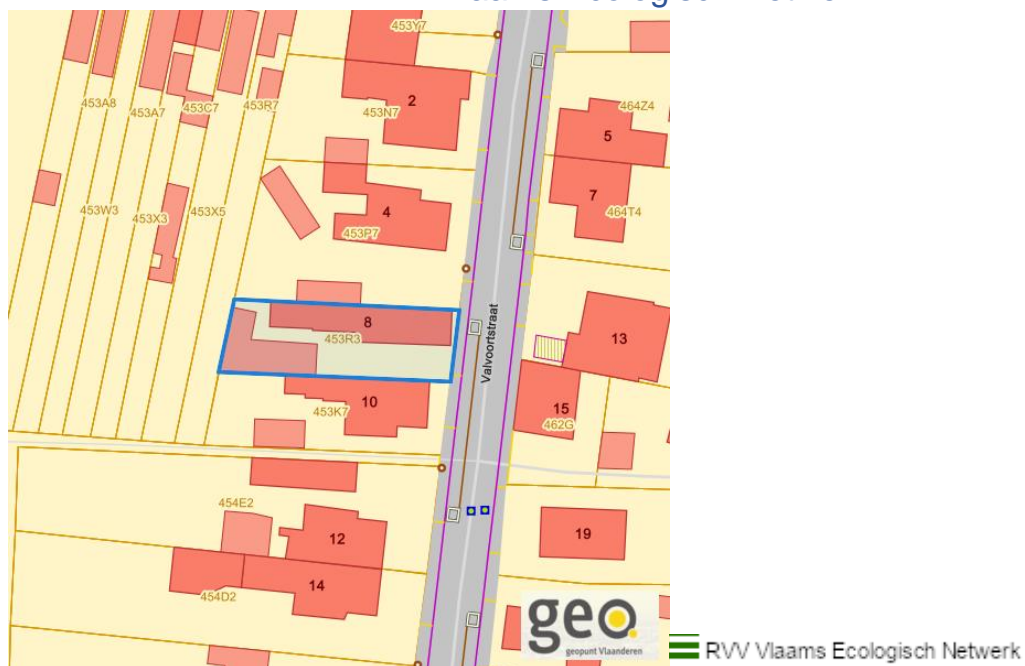 453Y7
453A8
453A7
453C7
453R7
2
453N7
464Z4
5
7
464T4
453W3
453X3
453X5
4
453P7
Valvoortstraat
8
453R3
13
10
453K7
15
462G
454E2
12
19
14
454D2
geo.
geopunt Vlaanderen
RVV Vlaams Ecologisch Netwerk